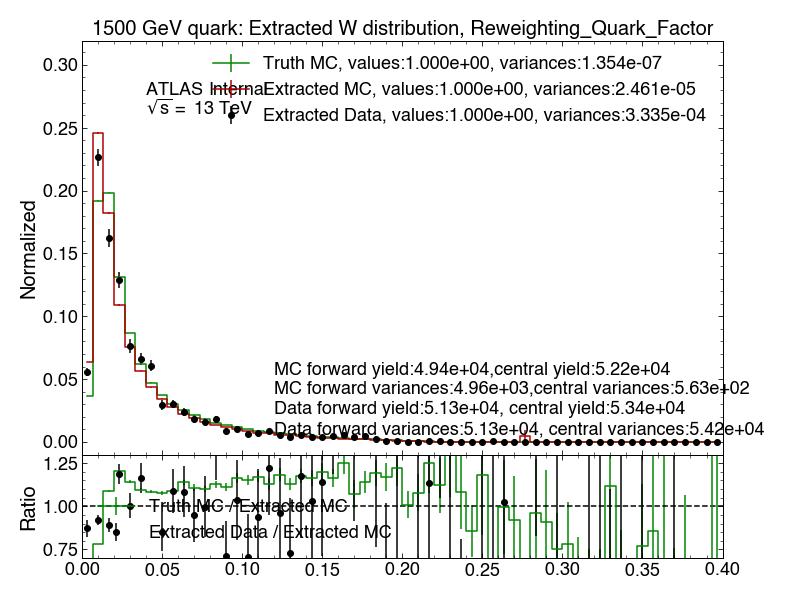 1500 GeV quark: Extracted W distribution, Reweighting_Quark_Factor
Truth MC, values:1.000e+00, variances:1.354e-07
ATLAS Internal
Extracted MC, values:1.000e+00, variances:2.461e-05
√s = 13 TeV
Extracted Data, values:1.000e+00, variances:3.335e-04
Normalized
0.30
0.25
0.20
0.15
0.10
0.05
0.00
MC forward yield:4.94e+04,central yield:5.22e+04
MC forward variances:4.96e+03,central variances:5.63e+02
Data forward yield:5.13e+04, central yield:5.34e+04
Data forward variances:5.13e+04, central variances:5.42e+04
Ratio
1.25
1.00
0.75
Truth MC / Extracted MC
Extracted Data / Extracted MC
0.00 0.05 0.10 0.15 0.20 0.25 0.30 0.35 0.40